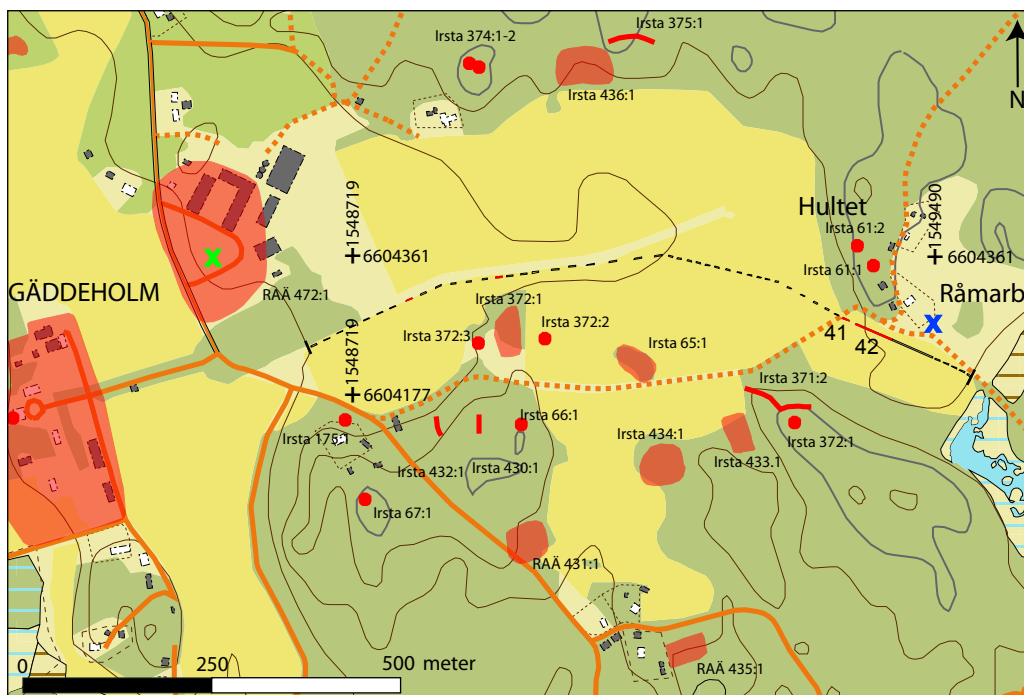 Irsta 374:1-2
Irsta 375:1
N
Irsta 436:1
1548719
6604361
Hultet
Irsta 61:2
1549490
6604361
Irsta 61:1
X
GÄDDEHOLM
RAÄ 472:1
Råmarb
Irsta 372:1
Irsta 372:3
Irsta 372:2
X
41
42
Irsta 65:1
1548719
6604177
Irsta 371:2
Irsta 66:1
Irsta 175:1
Irsta 434:1
Irsta 372:1
Irsta 433.1
Irsta 432:1
Irsta 430:1
Irsta 67:1
RAÄ 431:1
RAÄ 435:1
0
250
500 meter